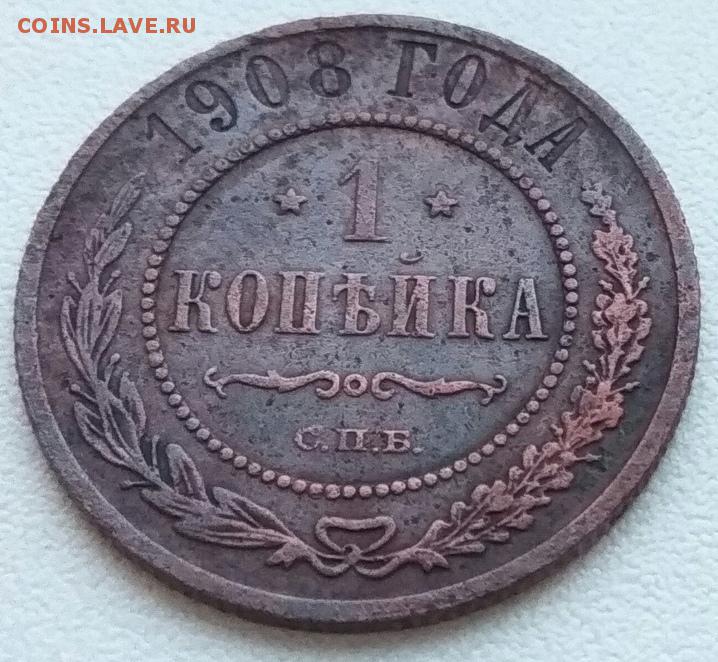 COINS.LAVE.RU
1908 ГОДА
1
КОПѢЙКА
С.П.Б.